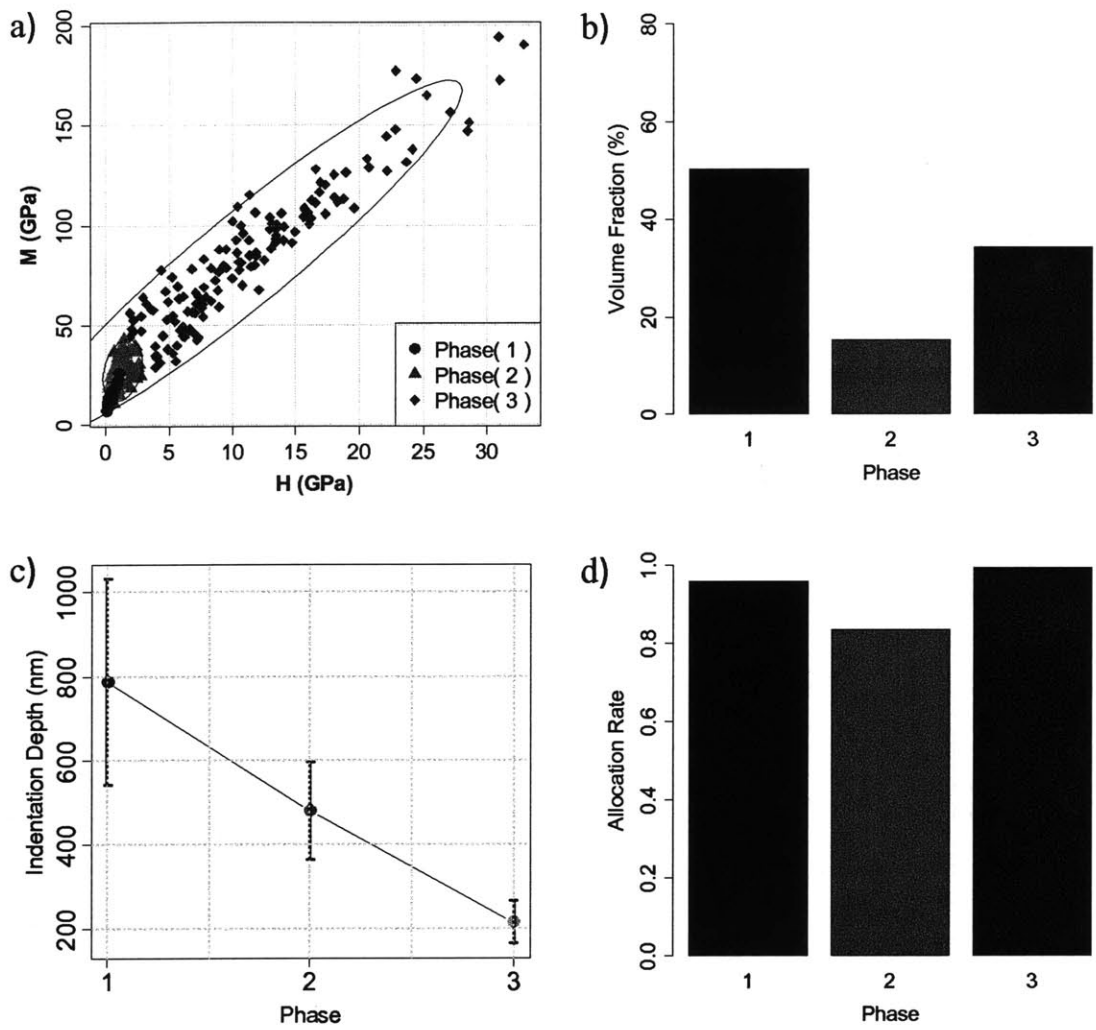 a)
200
150
100
50
0
M (GPa)
0 5 10 15 20 25 30
H (GPa)
Phase( 1 )
Phase( 2 )
Phase( 3 )
b)
80
60
40
20
0
Volume Fraction (%)
1 2 3
Phase
c)
1000
800
600
400
200
Indentation Depth (nm)
1 2 3
Phase
d)
1.0
0.8
0.6
0.4
0.2
0.0
Allocation Rate
1 2 3
Phase